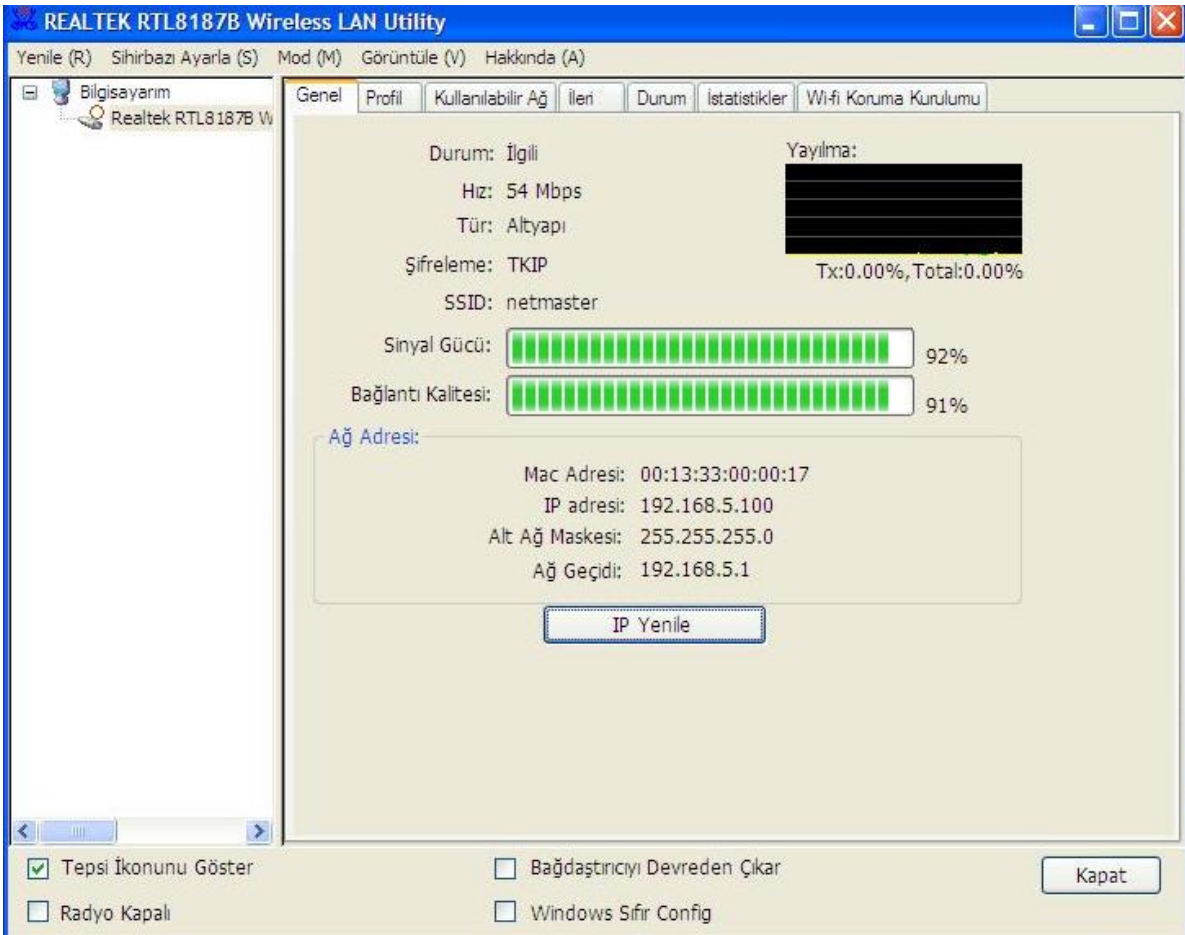 REALTEK RTL8187B Wireless LAN Utility
Yenile (R) Sihirbazı Ayarla (S) Mod (M) Görüntüle (V) Hakkında (A)
Bilgisayarım
Realtek RTL8187B W
Genel Profil Kullanılabilir Ağ İleri Durum İstatistikler Wi-fi Koruma Kurulumu
Durum: İlgili
Hız: 54 Mbps
Tür: Altyapı
Şifreleme: TKIP
SSID: netmaster
Yayılma:
Tx:0.00%,Total:0.00%
Sinyal Gücü: 92%
Bağlantı Kalitesi: 91%
Ağ Adresi:
Mac Adresi: 00:13:33:00:00:17
IP adresi: 192.168.5.100
Alt Ağ Maskesi: 255.255.255.0
Ağ Geçidi: 192.168.5.1
IP Yenile
Tepsi İkonunu Göster Bağdaştırıcıyı Devreden Çıkar
Radyo Kapalı Windows Sıfır Config
Kapat